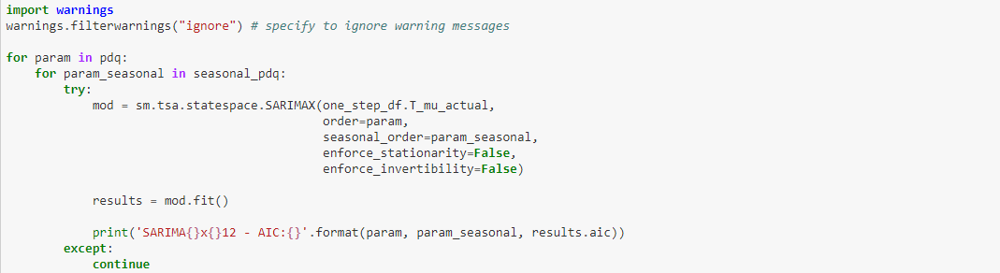 import warnings
warnings.filterwarnings("ignore") # specify to ignore warning messages

for param in pdq:
    for param_seasonal in seasonal_pdq:
        try:
            mod = sm.tsa.statespace.SARIMAX(one_step_df.T_mu_actual,
                                            order=param,
                                            seasonal_order=param_seasonal,
                                            enforce_stationarity=False,
                                            enforce_invertibility=False)

            results = mod.fit()

            print('SARIMA{}x{}12 - AIC:{}'.format(param, param_seasonal, results.aic))
        except:
            continue